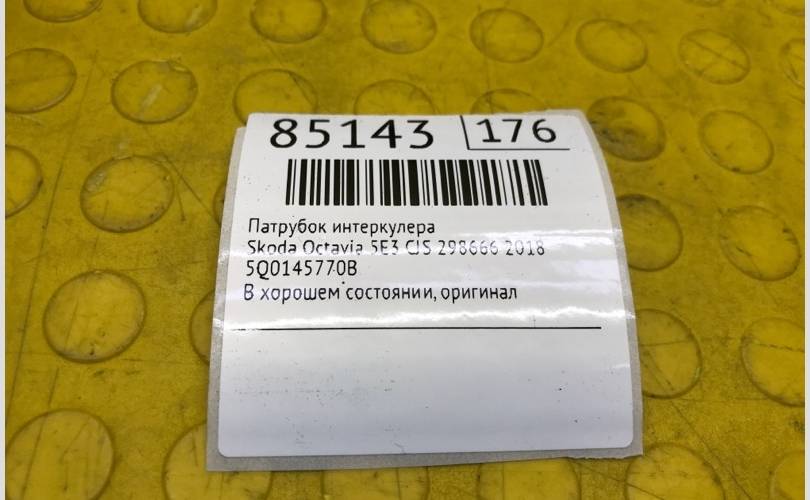 85143 176
Патрубок интеркулера
Skoda Octavia 5E3 CJS 298666 2018
5Q0145770B
В хорошем состоянии, оригинал